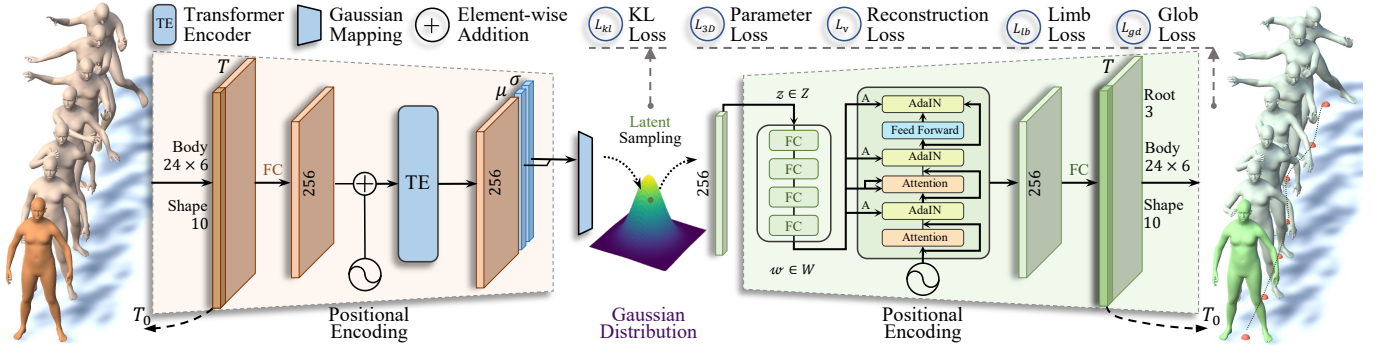 TE
Transformer
Encoder
Gaussian
Mapping
Element-wise
Addition
L_kl
KL
Loss
L_3D
Parameter
Loss
L_v
Reconstruction
Loss
L_lb
Limb
Loss
L_gd
Glob
Loss
T
Body
24 × 6
Shape
10
T_0
FC
256
Positional
Encoding
TE
256
μ
σ
Latent
Sampling
Gaussian
Distribution
256
z ∈ Z
FC
FC
FC
FC
w ∈ W
A
AdaIN
Feed Forward
A
AdaIN
Attention
A
AdaIN
Attention
Positional
Encoding
256
FC
T
Root
3
Body
24 × 6
Shape
10
T_0